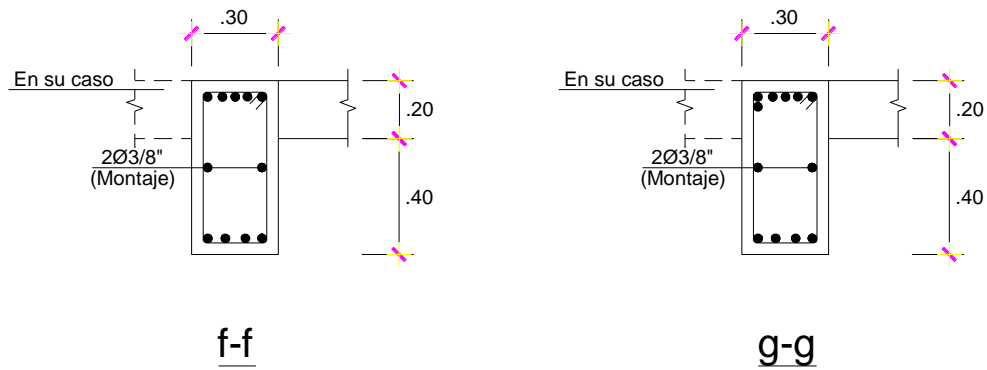 .30
En su caso
.20
2Ø3/8"
(Montaje)
.40
f-f
.30
En su caso
.20
2Ø3/8"
(Montaje)
.40
g-g